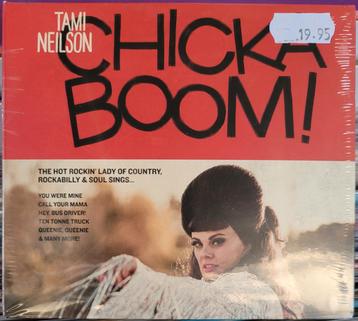 TAMI
NEILSON
CHICKA
BOOM!
19.95
THE HOT ROCKIN' LADY OF COUNTRY,
ROCKABILLY & SOUL SINGS...
YOU WERE MINE
CALL YOUR MAMA
HEY, BUS DRIVER!
TEN TONNE TRUCK
QUEENIE, QUEENIE
& MANY MORE!